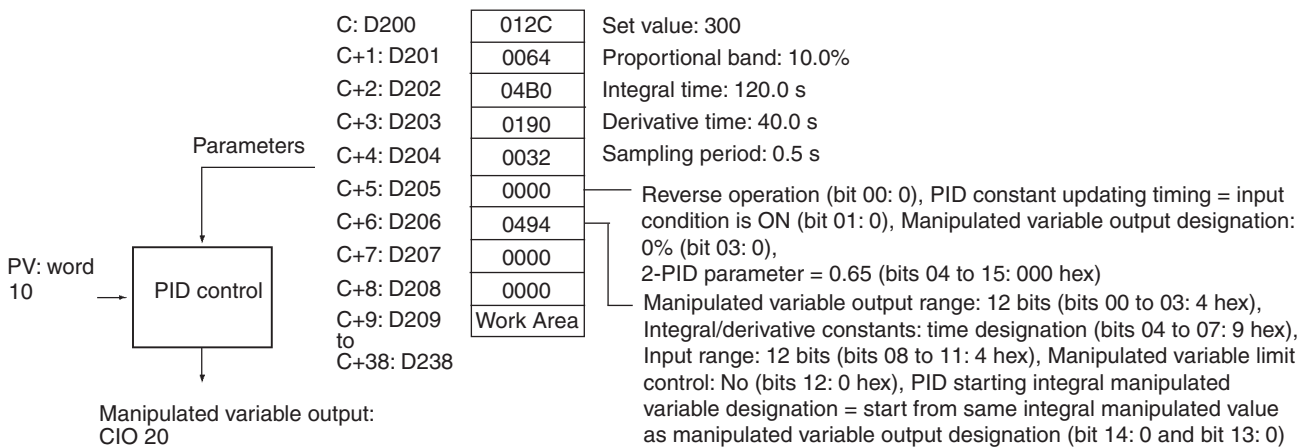 C: D200 012C Set value: 300
C+1: D201 0064 Proportional band: 10.0%
C+2: D202 04B0 Integral time: 120.0 s
C+3: D203 0190 Derivative time: 40.0 s
Parameters
C+4: D204 0032 Sampling period: 0.5 s
C+5: D205 0000
Reverse operation (bit 00: 0), PID constant updating timing = input
condition is ON (bit 01: 0), Manipulated variable output designation:
0% (bit 03: 0),
2-PID parameter = 0.65 (bits 04 to 15: 000 hex)
C+6: D206 0494
C+7: D207 0000
C+8: D208 0000
C+9: D209 Work Area
to
C+38: D238
Manipulated variable output range: 12 bits (bits 00 to 03: 4 hex),
Integral/derivative constants: time designation (bits 04 to 07: 9 hex),
Input range: 12 bits (bits 08 to 11: 4 hex), Manipulated variable limit
control: No (bits 12: 0 hex), PID starting integral manipulated
variable designation = start from same integral manipulated value
as manipulated variable output designation (bit 14: 0 and bit 13: 0)
PV: word
10
PID control
Manipulated variable output:
CIO 20